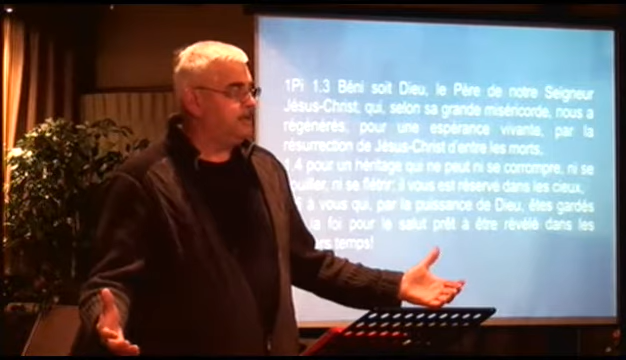 1Pi 1.3 Béni soit Dieu, le Père de notre Seigneur
Jésus-Christ, qui, selon sa grande miséricorde, nous a
régénérés, pour une espérance vivante, par la
résurrection de Jésus-Christ d'entre les morts,
1.4 pour un héritage qui ne peut ni se corrompre, ni se
souiller, ni se flétrir; il vous est réservé dans les cieux,
à vous qui, par la puissance de Dieu, êtes gardés
la foi pour le salut prêt à être révélé dans les
temps!